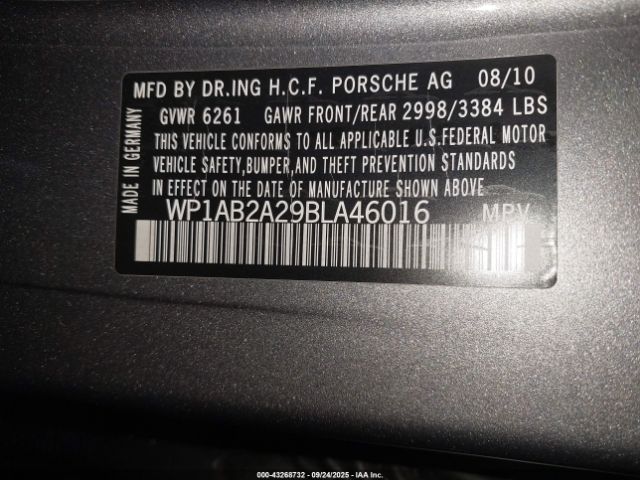 MFD BY DR.ING H.C.F. PORSCHE AG 08/10
GVWR 6261 GAWR FRONT/REAR 2998/3384 LBS
THIS VEHICLE CONFORMS TO ALL APPLICABLE U.S.FEDERAL MOTOR
VEHICLE SAFETY,BUMPER,AND THEFT PREVENTION STANDARDS
IN EFFECT ON THE DATE OF MANUFACTURE SHOWN ABOVE
WP1AB2A29BLA46016 MPV
MADE IN GERMANY
000-43268732 - 09/24/2025 - IAA Inc.